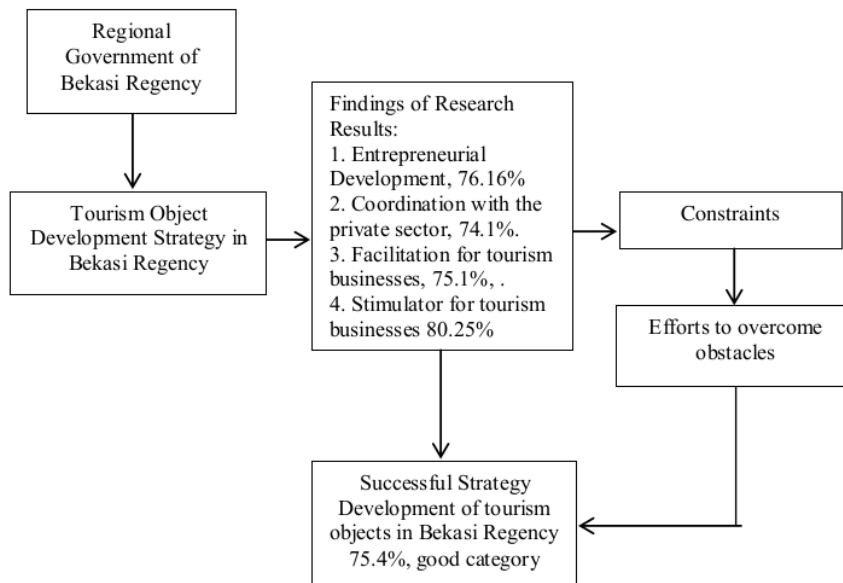 Regional
Government of
Bekasi Regency
Tourism Object
Development Strategy in
Bekasi Regency
Findings of Research
Results:
1. Entrepreneurial
Development, 76.16%
2. Coordination with the
private sector, 74.1%.
3. Facilitation for tourism
businesses, 75.1%, .
4. Stimulator for tourism
businesses 80.25%
Constraints
Efforts to overcome
obstacles
Successful Strategy
Development of tourism
objects in Bekasi Regency
75.4%, good category